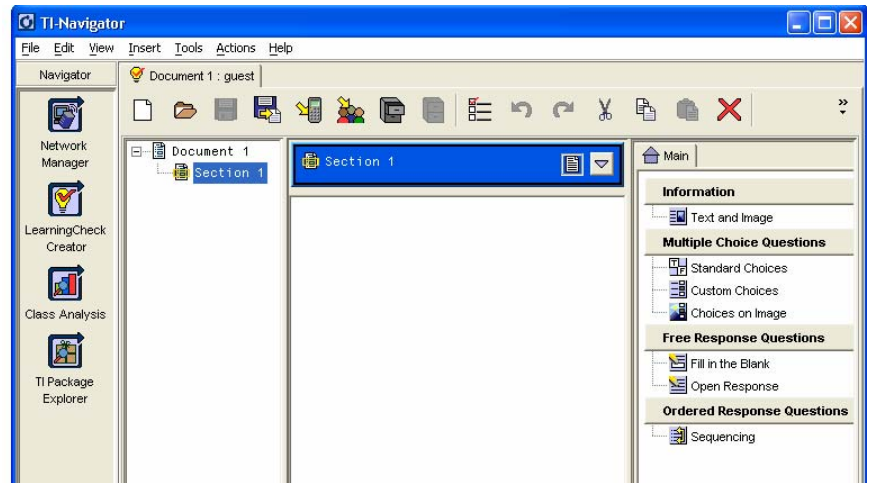 TI-Navigator
File Edit View Insert Tools Actions Help
Navigator
Document 1 : guest
Network
Manager
LearningCheck
Creator
Class Analysis
TI Package
Explorer
Document 1
Section 1
Section 1
Main
Information
Text and Image
Multiple Choice Questions
Standard Choices
Custom Choices
Choices on Image
Free Response Questions
Fill in the Blank
Open Response
Ordered Response Questions
Sequencing